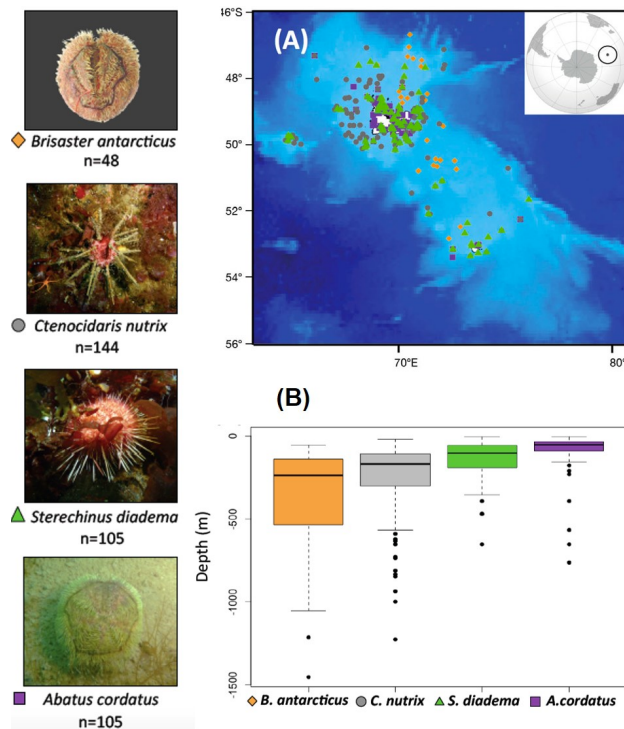 Brisaster antarcticus
n=48
Ctenocidaris nutrix
n=144
Sterechinus diadema
n=105
Abatus cordatus
n=105
(A)
46°S
48°
50°
52°
54°
56°
70°E
80°
(B)
Depth (m)
0
-500
-1000
-1500
B. antarcticus C. nutrix S. diadema A.cordatus